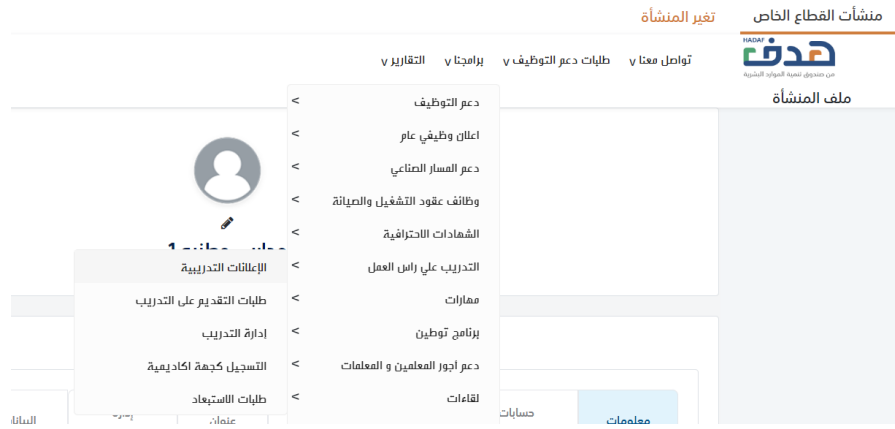 منشأت القطاع الخاص
تغير المنشأة
HADAF
هدف
من صندوق تنمية الموارد البشرية
تواصل معنا v
طلبات دعم التوظيف v
برامجنا v
التقارير v
ملف المنشأة
دعم التوظيف >
اعلان وظيفي عام >
دعم المسار الصناعي >
وظائف عقود التشغيل والصيانة >
الشهادات الاحترافية >
التدريب علي راس العمل >
مهارات >
برنامج توطين >
دعم أجور المعلمين و المعلمات >
لقاءات >
الإعلانات التدريبية
طلبات التقديم على التدريب
إدارة التدريب
التسجيل كجهة اكاديمية
طلبات الاستبعاد
معلومات
حسابات
عنوان
إدارة